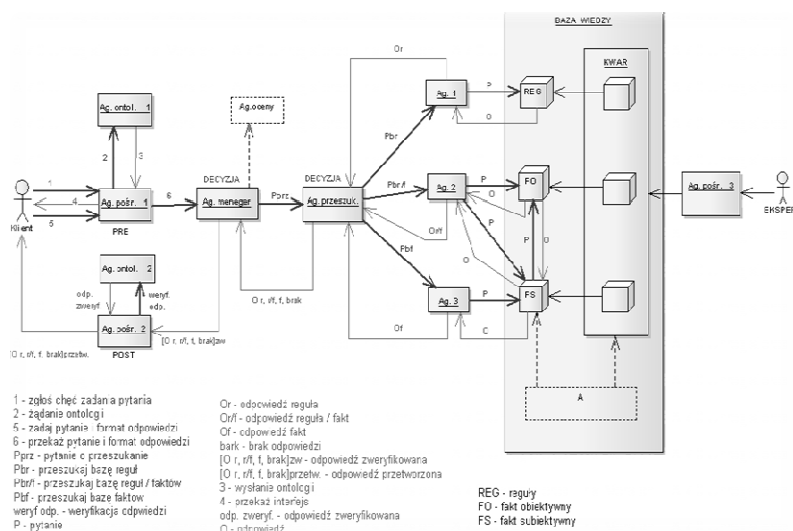 BAZA WIEDZY
KWAR
Or
Ag. 1
P
REG
O
Ag. ontol. 1
Ag.oceny
Pbr
2
3
DECYZJA
DECYZJA
1
4
5
Klient
Ag. pośr. 1
PRE
6
Ag. meneger
Pprz
Ag. przeszuk.
Pbr/f
Ag. 2
P
O
FO
Ag. pośr. 3
EKSPER
Or/f
P
P
O
O
Pbf
Ag. ontol. 2
odp.
zweryf
weryf.
odp.
O r, r/f, f, brak
Ag. 3
P
FS
Ag. pośr. 2
POST
[O r, r/f, f, brak]zw
[O r, r/f, f, brak]przetw.
Of
A
1 - zgłoś chęć zadania pytania
2 - żądanie ontologi
5 - zadaj pytanie i format odpowiedzi
6 - przekaż pytanie i format odpowiedzi
Pprz - pytanie o przeszukanie
Pbr - przeszukaj bazę reguł
Pbr/f - przeszukaj bazę reguł / faktów
Pbf - przeszukaj bazę faktow
weryf odp. - weryfikacja odpwiedzi
P - pytanie
Or - odpowiedź reguła
Or/f - odpowiedź reguła / fakt
Of - odpowiedź fakt
bark - brak odpowiedzi
[O r, r/f, f, brak]zw - odpowiedź zweryfikowana
[O r, r/f, f, brak]przetw. - odpowiedź przetworzona
3 - wysłanie ontologi
4 - przekaż interfejs
odp. zweryf. - odpowiedź zweryfikowana
O - odpowiedź
REG - reguły
FO - fakt obiektywny
FS - fakt subiektywny